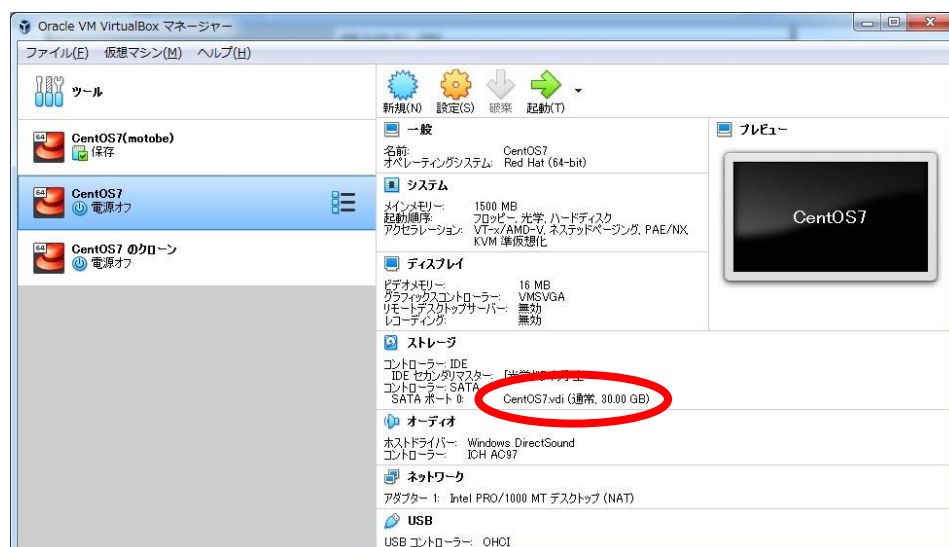 Oracle VM VirtualBox マネージャー
ファイル(F) 仮想マシン(M) ヘルプ(H)
ツール
新規(N) 設定(S) 破棄 起動(T)
64
CentOS7(motobe)
保存
64
CentOS7
電源オフ
64
CentOS7 のクローン
電源オフ
一般
名前: CentOS7
オペレーティングシステム: Red Hat (64-bit)
システム
メインメモリー: 1500 MB
起動順序: フロッピー, 光学, ハードディスク
アクセラレーション: VT-x/AMD-V, ネステッドページング, PAE/NX,
KVM 準仮想化
ディスプレイ
ビデオメモリー: 16 MB
グラフィックスコントローラー: VMSVGA
リモートデスクトップサーバー: 無効
レコーディング: 無効
ストレージ
コントローラー: IDE
IDE セカンダリマスター:
コントローラー: SATA
SATA ポート 0: CentOS7.vdi (通常, 30.00 GB)
オーディオ
ホストドライバー: Windows DirectSound
コントローラー: ICH AC97
ネットワーク
アダプター 1: Intel PRO/1000 MT デスクトップ (NAT)
USB
USB コントローラー: OHCI
プレビュー
CentOS7